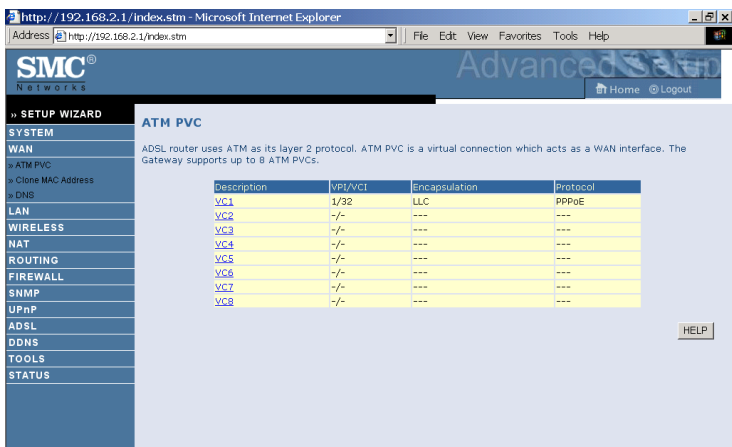 http://192.168.2.1/index.stm - Microsoft Internet Explorer
Address http://192.168.2.1/index.stm File Edit View Favorites Tools Help
SMC®
Networks
Advanced Setup
Home Logout
» SETUP WIZARD
SYSTEM
WAN
» ATM PVC
» Clone MAC Address
» DNS
LAN
WIRELESS
NAT
ROUTING
FIREWALL
SNMP
UPnP
ADSL
DDNS
TOOLS
STATUS
ATM PVC
ADSL router uses ATM as its layer 2 protocol. ATM PVC is a virtual connection which acts as a WAN interface. The
Gateway supports up to 8 ATM PVCs.
Description VPI/VCI Encapsulation Protocol
VC1 1/32 LLC PPPoE
VC2 -/- --- ---
VC3 -/- --- ---
VC4 -/- --- ---
VC5 -/- --- ---
VC6 -/- --- ---
VC7 -/- --- ---
VC8 -/- --- ---
HELP